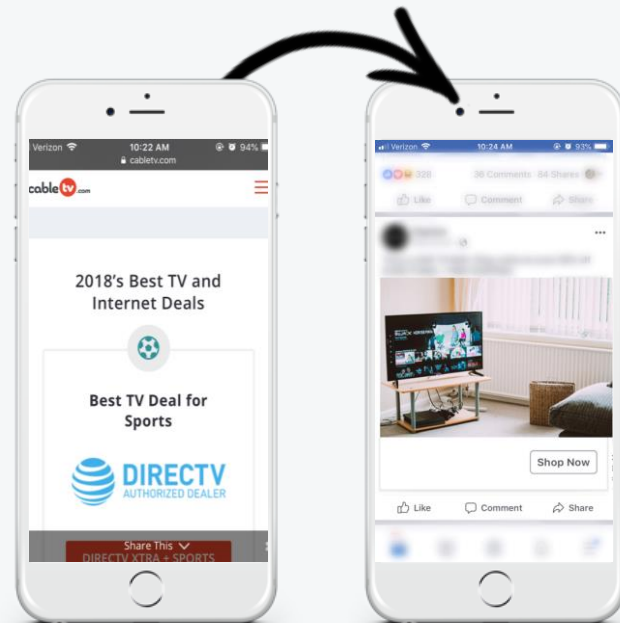 Verizon 10:22 AM 94%
cabletv.com
cable tv .com
2018's Best TV and
Internet Deals
Best TV Deal for
Sports
DIRECTV
AUTHORIZED DEALER
Share This
DIRECTV XTRA + SPORTS
Verizon 10:24 AM 93%
328 36 Comments 64 Shares
Like Comment Share
Shop Now
Like Comment Share